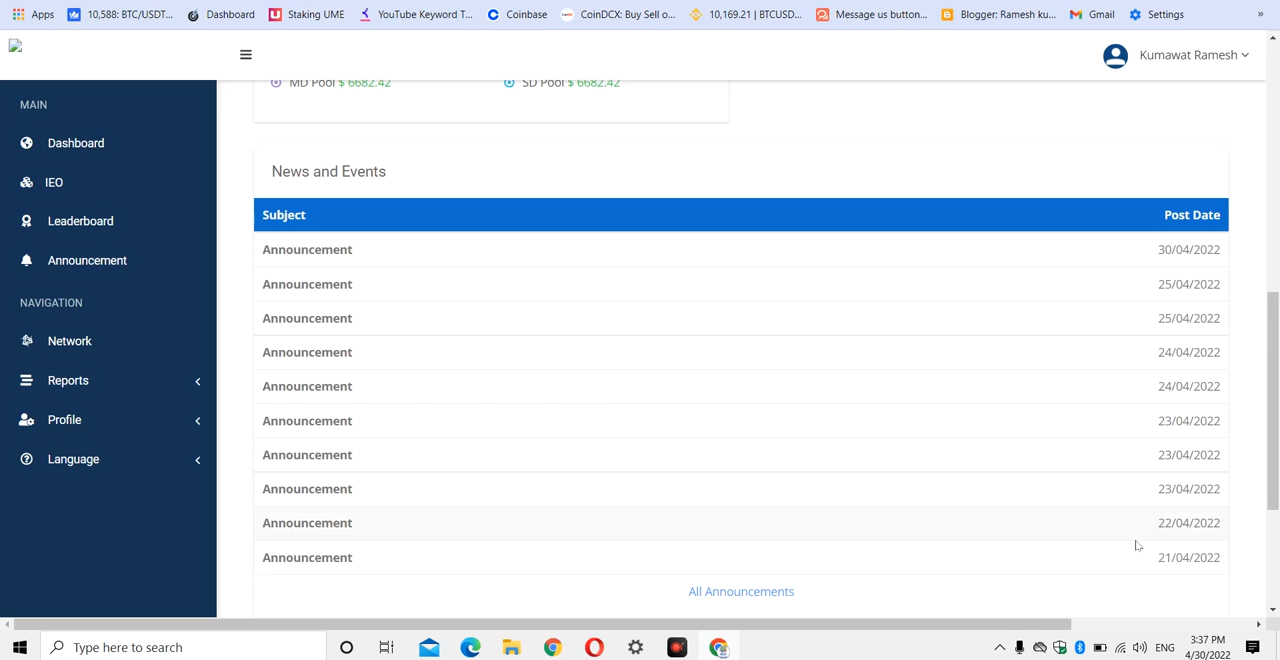 Apps 10,588: BTC/USDT... Dashboard Staking UME YouTube Keyword T... Coinbase CoinDCX: Buy Sell o... 10,169.21 | BTCUSD... Message us button... Blogger: Ramesh ku... Gmail Settings »
Kumawat Ramesh
MD Pool $ 6682.42 SD Pool $ 6682.42
MAIN
Dashboard
IEO
Leaderboard
Announcement
NAVIGATION
Network
Reports
Profile
Language
News and Events
Subject Post Date
Announcement 30/04/2022
Announcement 25/04/2022
Announcement 25/04/2022
Announcement 24/04/2022
Announcement 24/04/2022
Announcement 23/04/2022
Announcement 23/04/2022
Announcement 23/04/2022
Announcement 22/04/2022
Announcement 21/04/2022
All Announcements
Type here to search
ENG
3:37 PM
4/30/2022